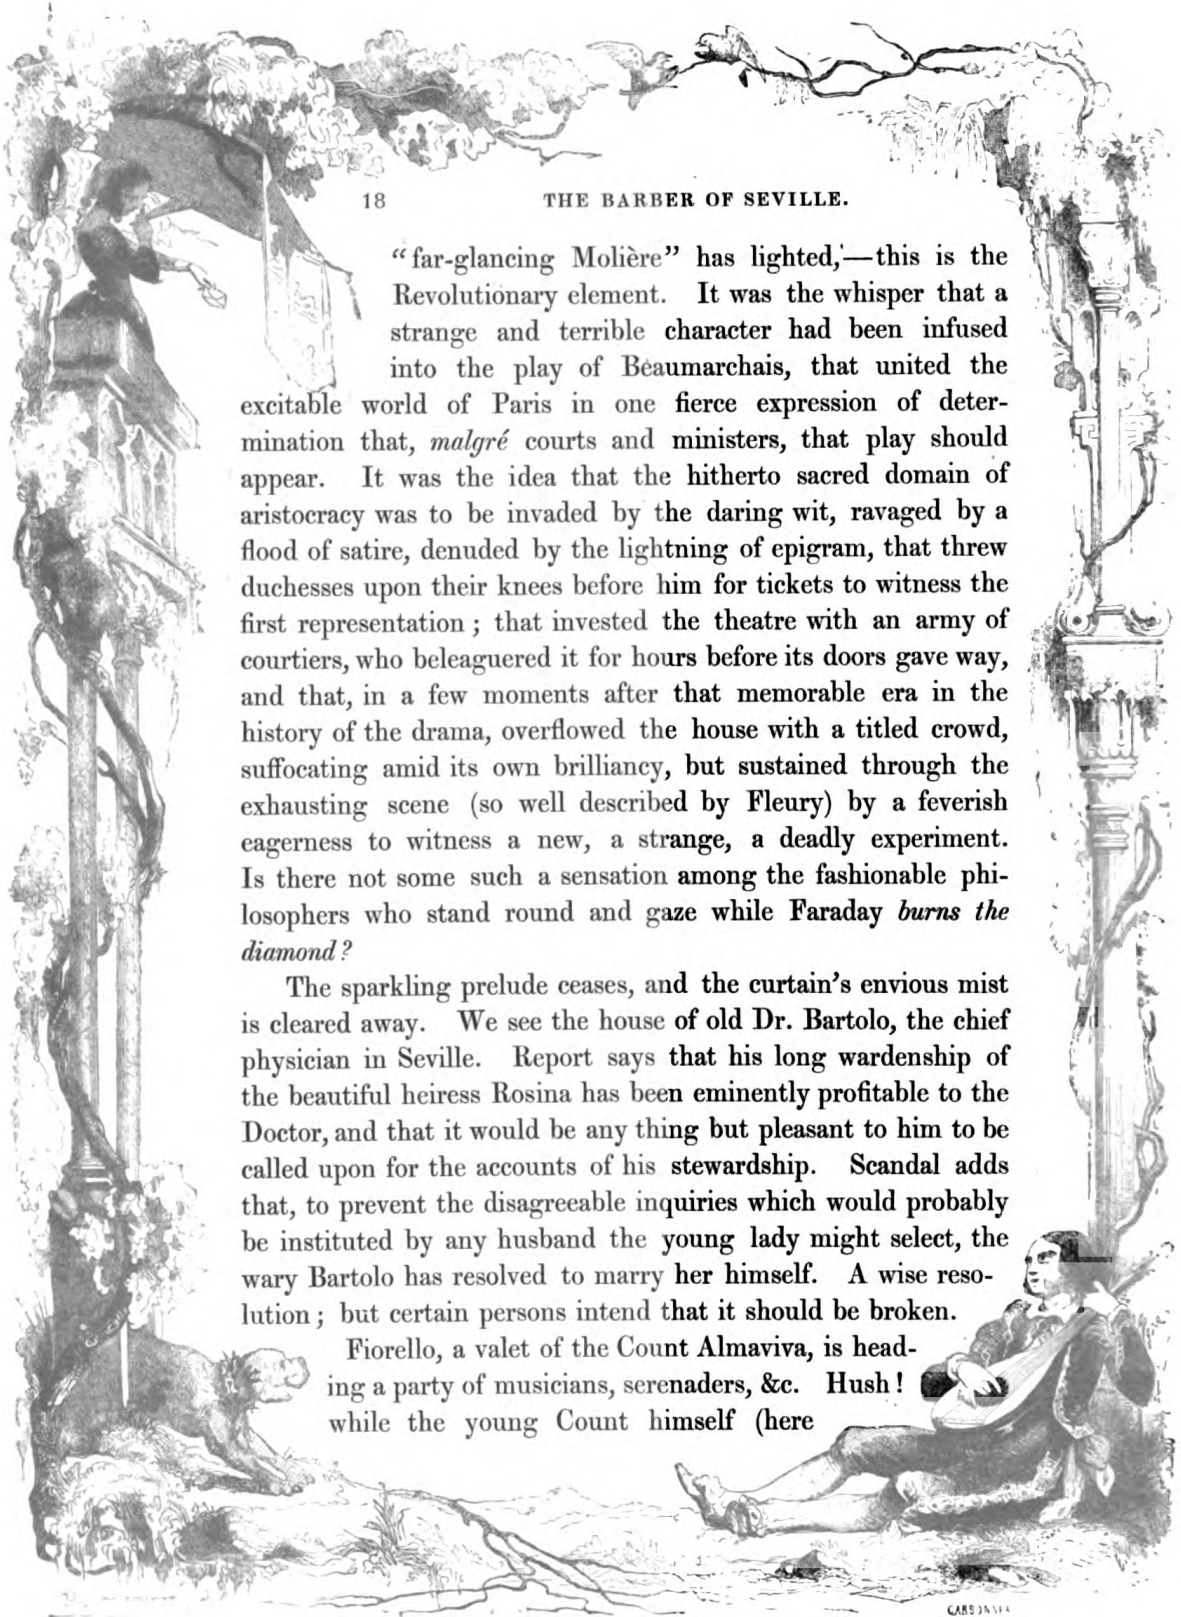 18 THE BARBER OF SEVILLE.
“far-glancing Molière” has lighted,'—this is the
Revolutionary element. It was the whisper that a
strange and terrible character had been infused
into the play of Beaumarchais, that united the
excitable world of Paris in one fierce expression of deter-
mination that, malgré courts and ministers, that play should
appear. It was the idea that the hitherto sacred domain of
aristocracy was to be invaded by the daring wit, ravaged by a
flood of satire, denuded by the lightning of epigram, that threw
duchesses upon their knees before him for tickets to witness the
first representation ; that invested the theatre with an army of
courtiers, who beleaguered it for hours before its doors gave way,
and that, in a few moments after that memorable era in the
history of the drama, overflowed the house with a titled crowd,
suffocating amid its own brilliancy, but sustained through the
exhausting scene (so well described by Fleury) by a feverish
eagerness to witness a new, a strange, a deadly experiment.
Is there not some such a sensation among the fashionable phi-
losophers who stand round and gaze while Faraday burns the
diamond ?
The sparkling prelude ceases, and the curtain’s envious mist
is cleared away. We see the house of old Dr. Bartolo, the chief
physician in Seville. Report says that his long wardenship of
the beautiful heiress Rosina has been eminently profitable to the
Doctor, and that it would be any thing but pleasant to him to be
called upon for the accounts of his stewardship. Scandal adds
that, to prevent the disagreeable inquiries which would probably
be instituted by any husband the young lady might select, the
wary Bartolo has resolved to marry her himself. A wise reso-
lution ; but certain persons intend that it should be broken.
Fiorello, a valet of the Count Almaviva, is head-
ing a party of musicians, serenaders, &c. Hush !
while the young Count himself (here